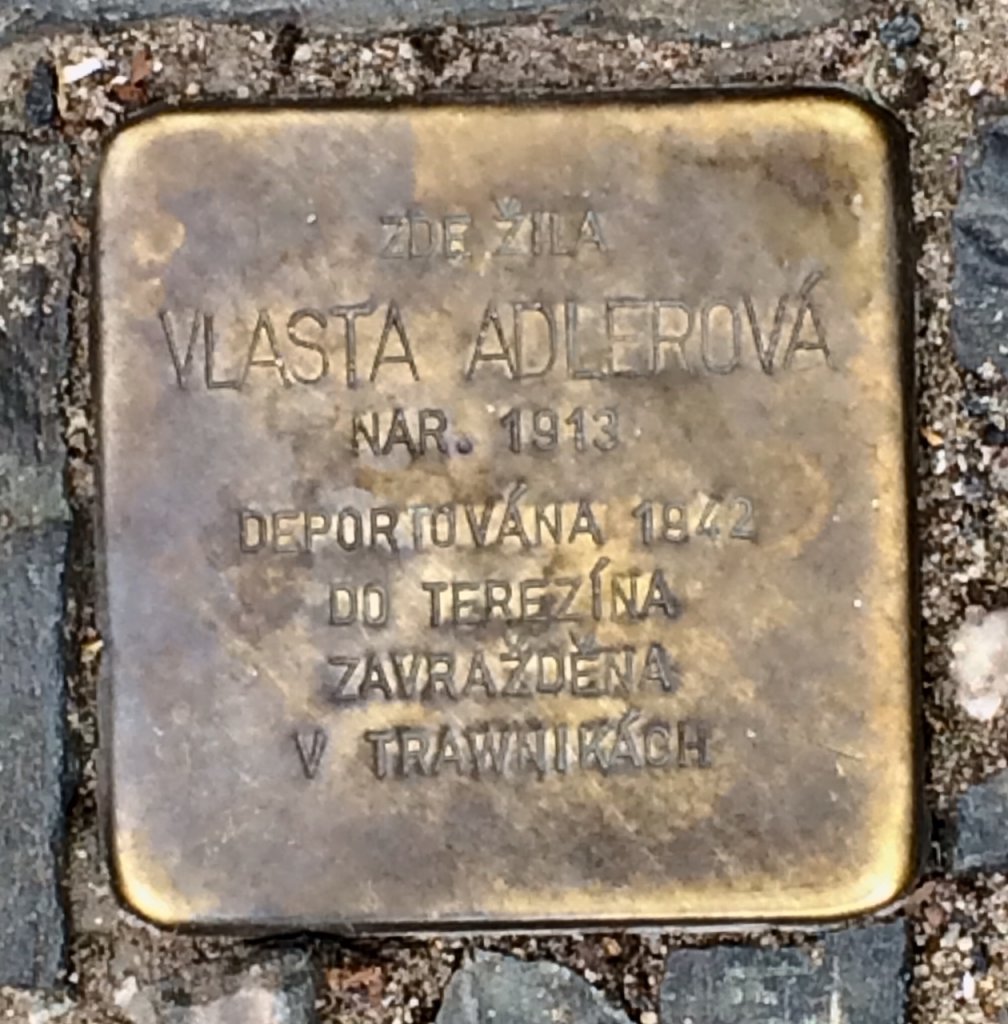 ZDE ŽILA
VLASTA ADLEROVÁ
NAR. 1913
DEPORTOVÁNA 1942
DO TEREZÍNA
ZAVRAŽDĚNA
V TRAWNIKÁCH